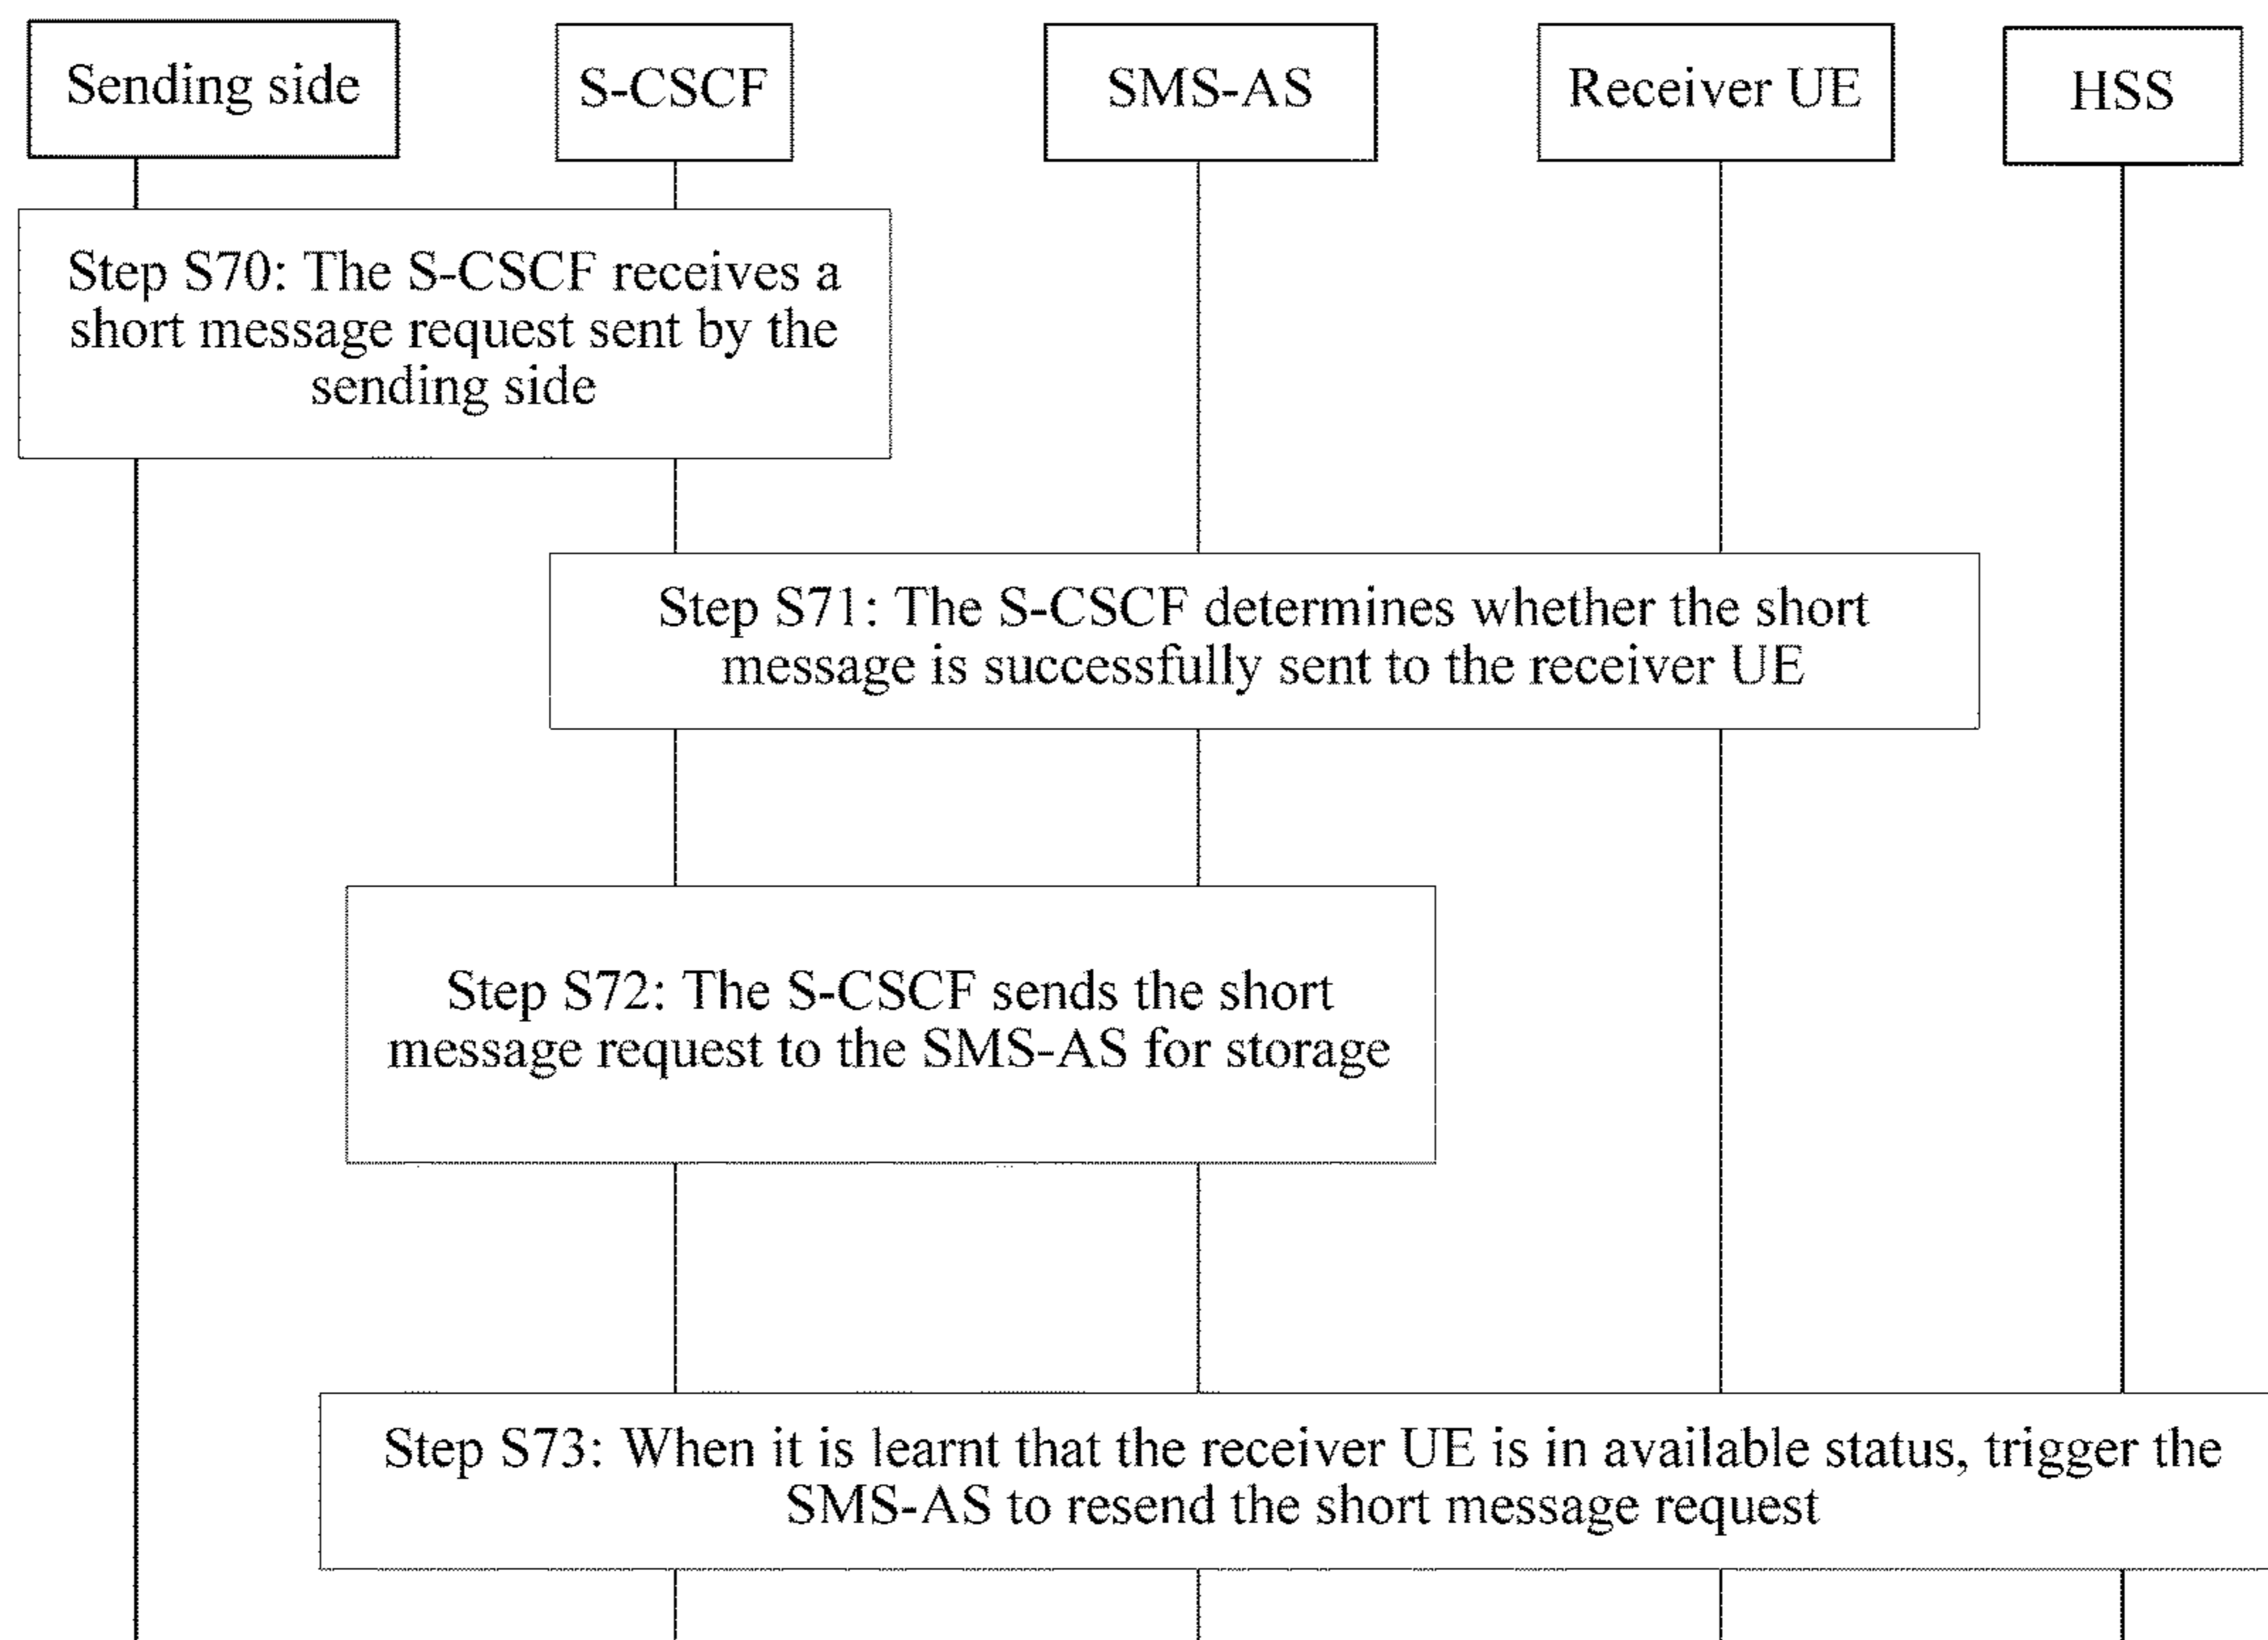 Sending side
S-CSCF
SMS-AS
Receiver UE
HSS
Step S70: The S-CSCF receives a
short message request sent by the
sending side
Step S71: The S-CSCF determines whether the short
message is successfully sent to the receiver UE
Step S72: The S-CSCF sends the short
message request to the SMS-AS for storage
Step S73: When it is learnt that the receiver UE is in available status, trigger the
SMS-AS to resend the short message request